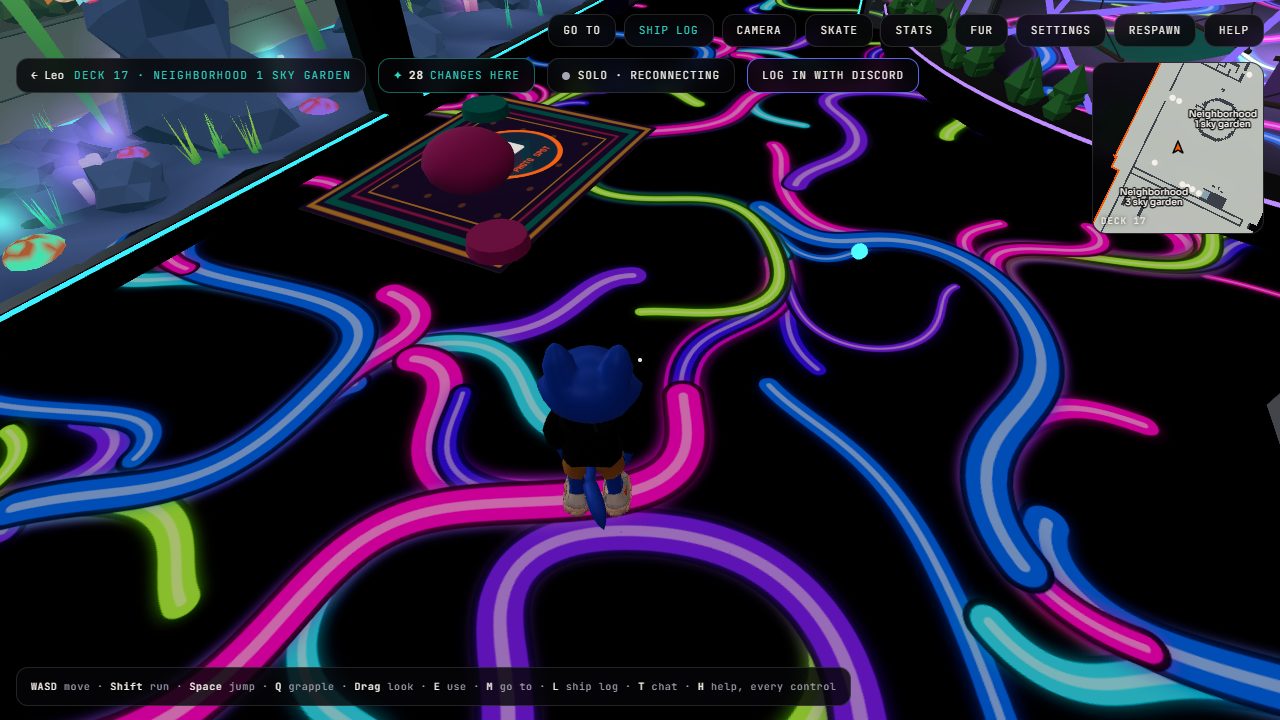 GO TO
SHIP LOG
CAMERA
SKATE
STATS
FUR
SETTINGS
RESPAWN
HELP
← Leo DECK 17 · NEIGHBORHOOD 1 SKY GARDEN
✦ 28 CHANGES HERE
● SOLO · RECONNECTING
LOG IN WITH DISCORD
PHOTO SPOT
Neighborhood
1 sky garden
Neighborhood
3 sky garden
DECK 17
WASD move · Shift run · Space jump · Q grapple · Drag look · E use · M go to · L ship log · T chat · H help, every control